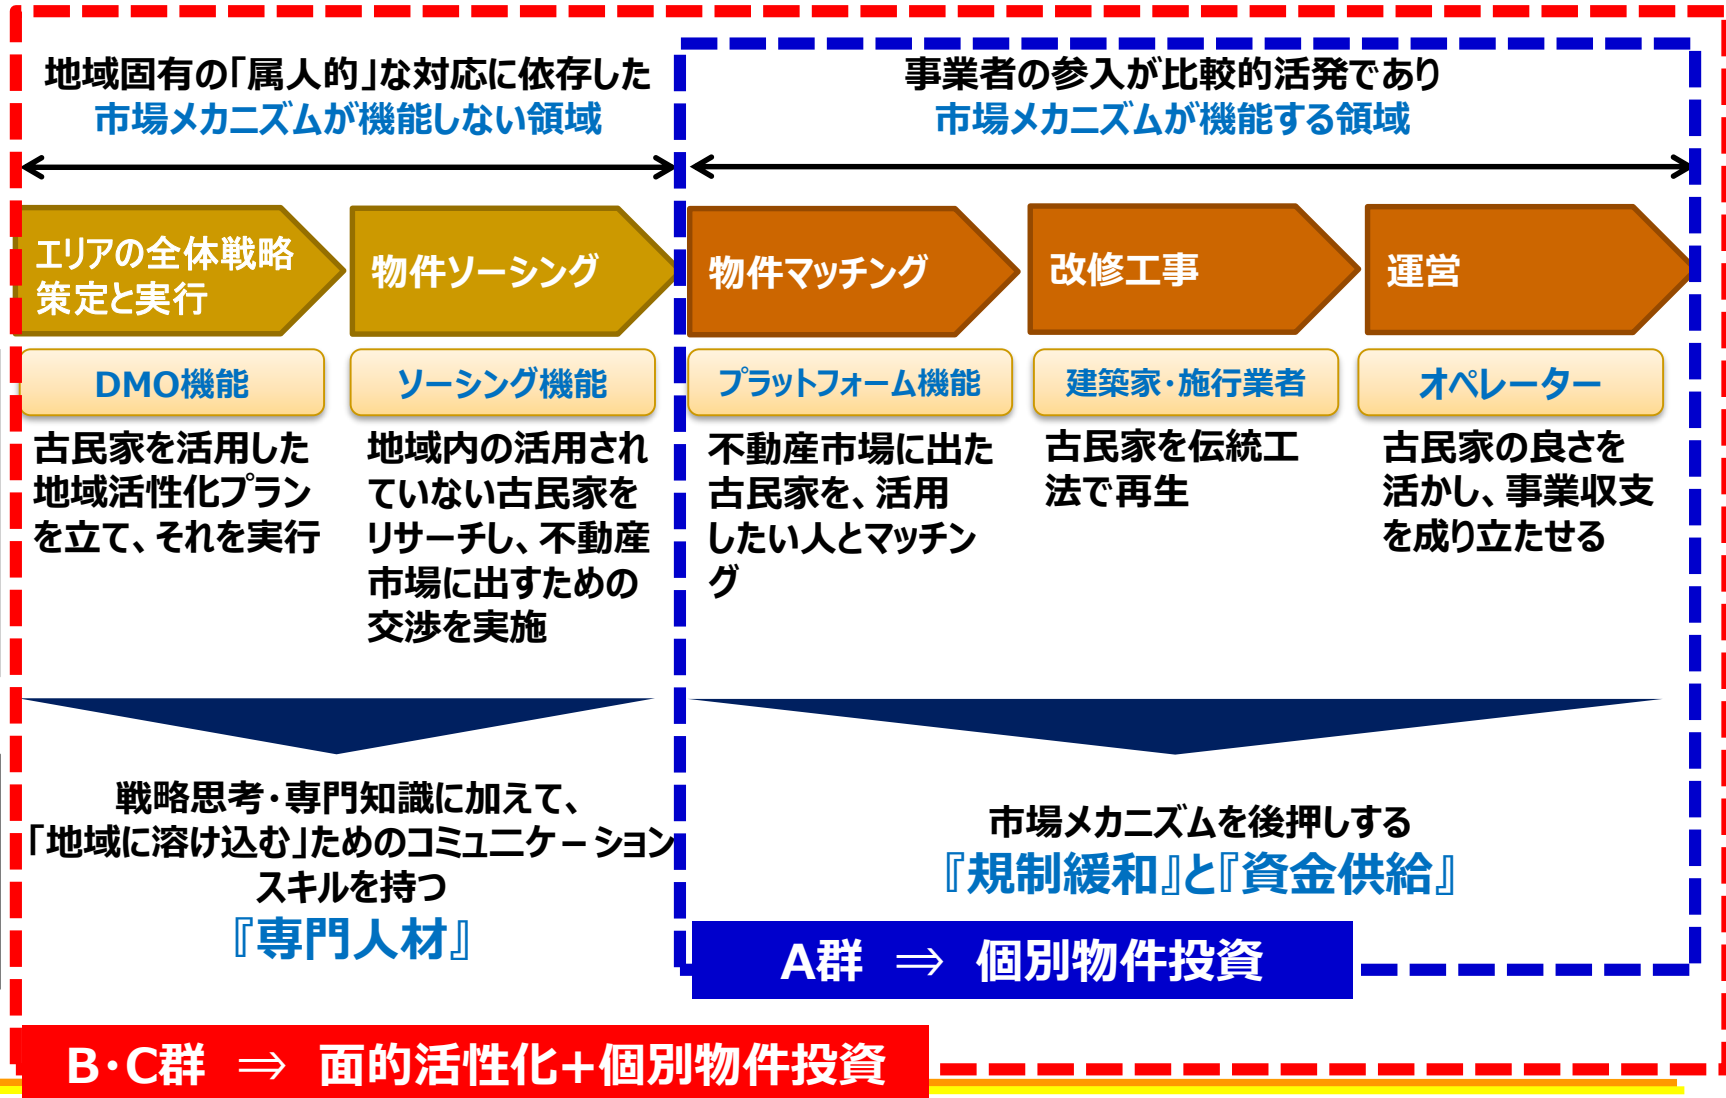 地域固有の「属人的」な対応に依存した
市場メカニズムが機能しない領域
事業者の参入が比較的活発であり
市場メカニズムが機能する領域
エリアの全体戦略
策定と実行
物件ソーシング
物件マッチング
改修工事
運営
DMO機能
ソーシング機能
プラットフォーム機能
建築家・施行業者
オペレーター
古民家を活用した
地域活性化プラン
を立て、それを実行
地域内の活用され
ていない古民家を
リサーチし、不動産
市場に出すための
交渉を実施
不動産市場に出た
古民家を、活用
したい人とマッチン
グ
古民家を伝統工
法で再生
古民家の良さを
活かし、事業収支
を成り立たせる
戦略思考・専門知識に加えて、
「地域に溶け込む」ためのコミュニケーション
スキルを持つ
『専門人材』
市場メカニズムを後押しする
『規制緩和』と『資金供給』
A群 ⇒ 個別物件投資
B・C群 ⇒ 面的活性化+個別物件投資